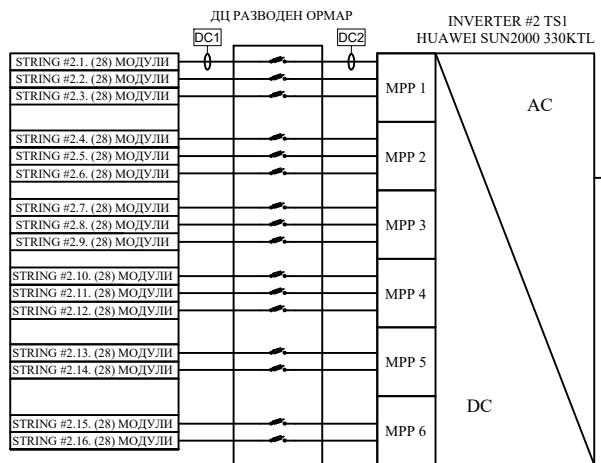 ДЦ РАЗВОДЕН ОРМАР
INVERTER #2 TS1
HUAWEI SUN2000 330KTL
DC1
DC2
STRING #2.1. (28) МОДУЛИ
STRING #2.2. (28) МОДУЛИ
STRING #2.3. (28) МОДУЛИ
MPP 1
AC
STRING #2.4. (28) МОДУЛИ
STRING #2.5. (28) МОДУЛИ
STRING #2.6. (28) МОДУЛИ
MPP 2
STRING #2.7. (28) МОДУЛИ
STRING #2.8. (28) МОДУЛИ
STRING #2.9. (28) МОДУЛИ
MPP 3
STRING #2.10. (28) МОДУЛИ
STRING #2.11. (28) МОДУЛИ
STRING #2.12. (28) МОДУЛИ
MPP 4
STRING #2.13. (28) МОДУЛИ
STRING #2.14. (28) МОДУЛИ
MPP 5
DC
STRING #2.15. (28) МОДУЛИ
STRING #2.16. (28) МОДУЛИ
MPP 6